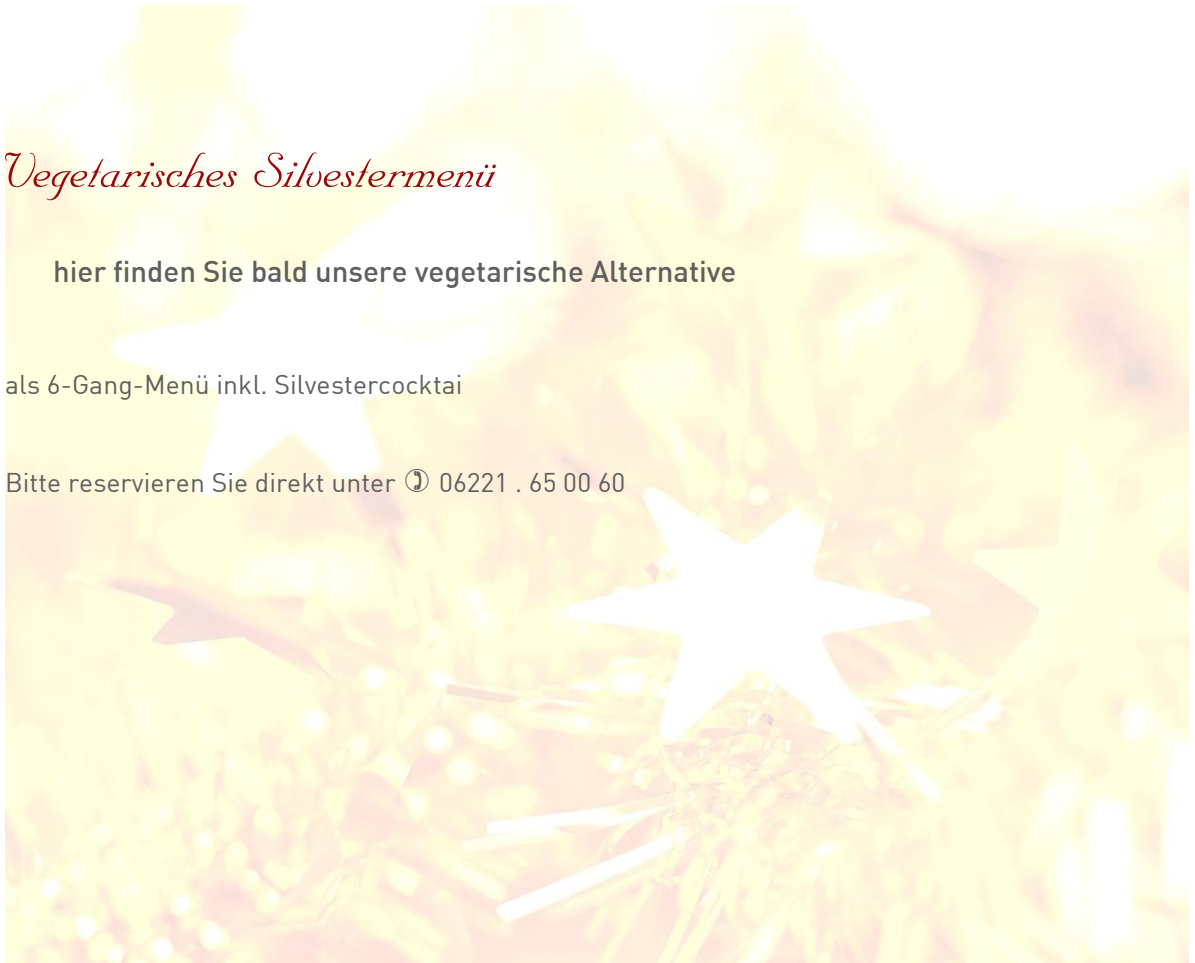 Vegetarisches Silvestermenü
hier finden Sie bald unsere vegetarische Alternative
als 6-Gang-Menü inkl. Silvestercocktai
Bitte reservieren Sie direkt unter ✆ 06221 . 65 00 60